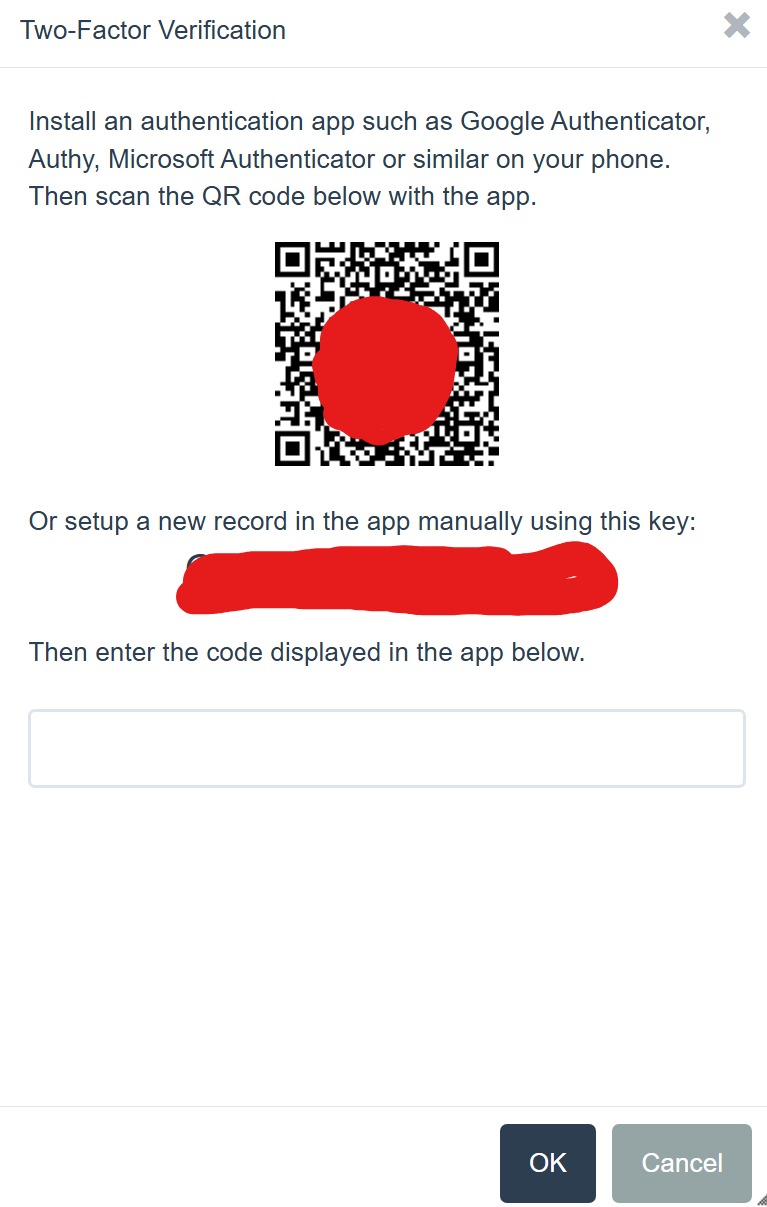 Two-Factor Verification
Install an authentication app such as Google Authenticator,
Authy, Microsoft Authenticator or similar on your phone.
Then scan the QR code below with the app.
Or setup a new record in the app manually using this key:
Then enter the code displayed in the app below.
OK
Cancel